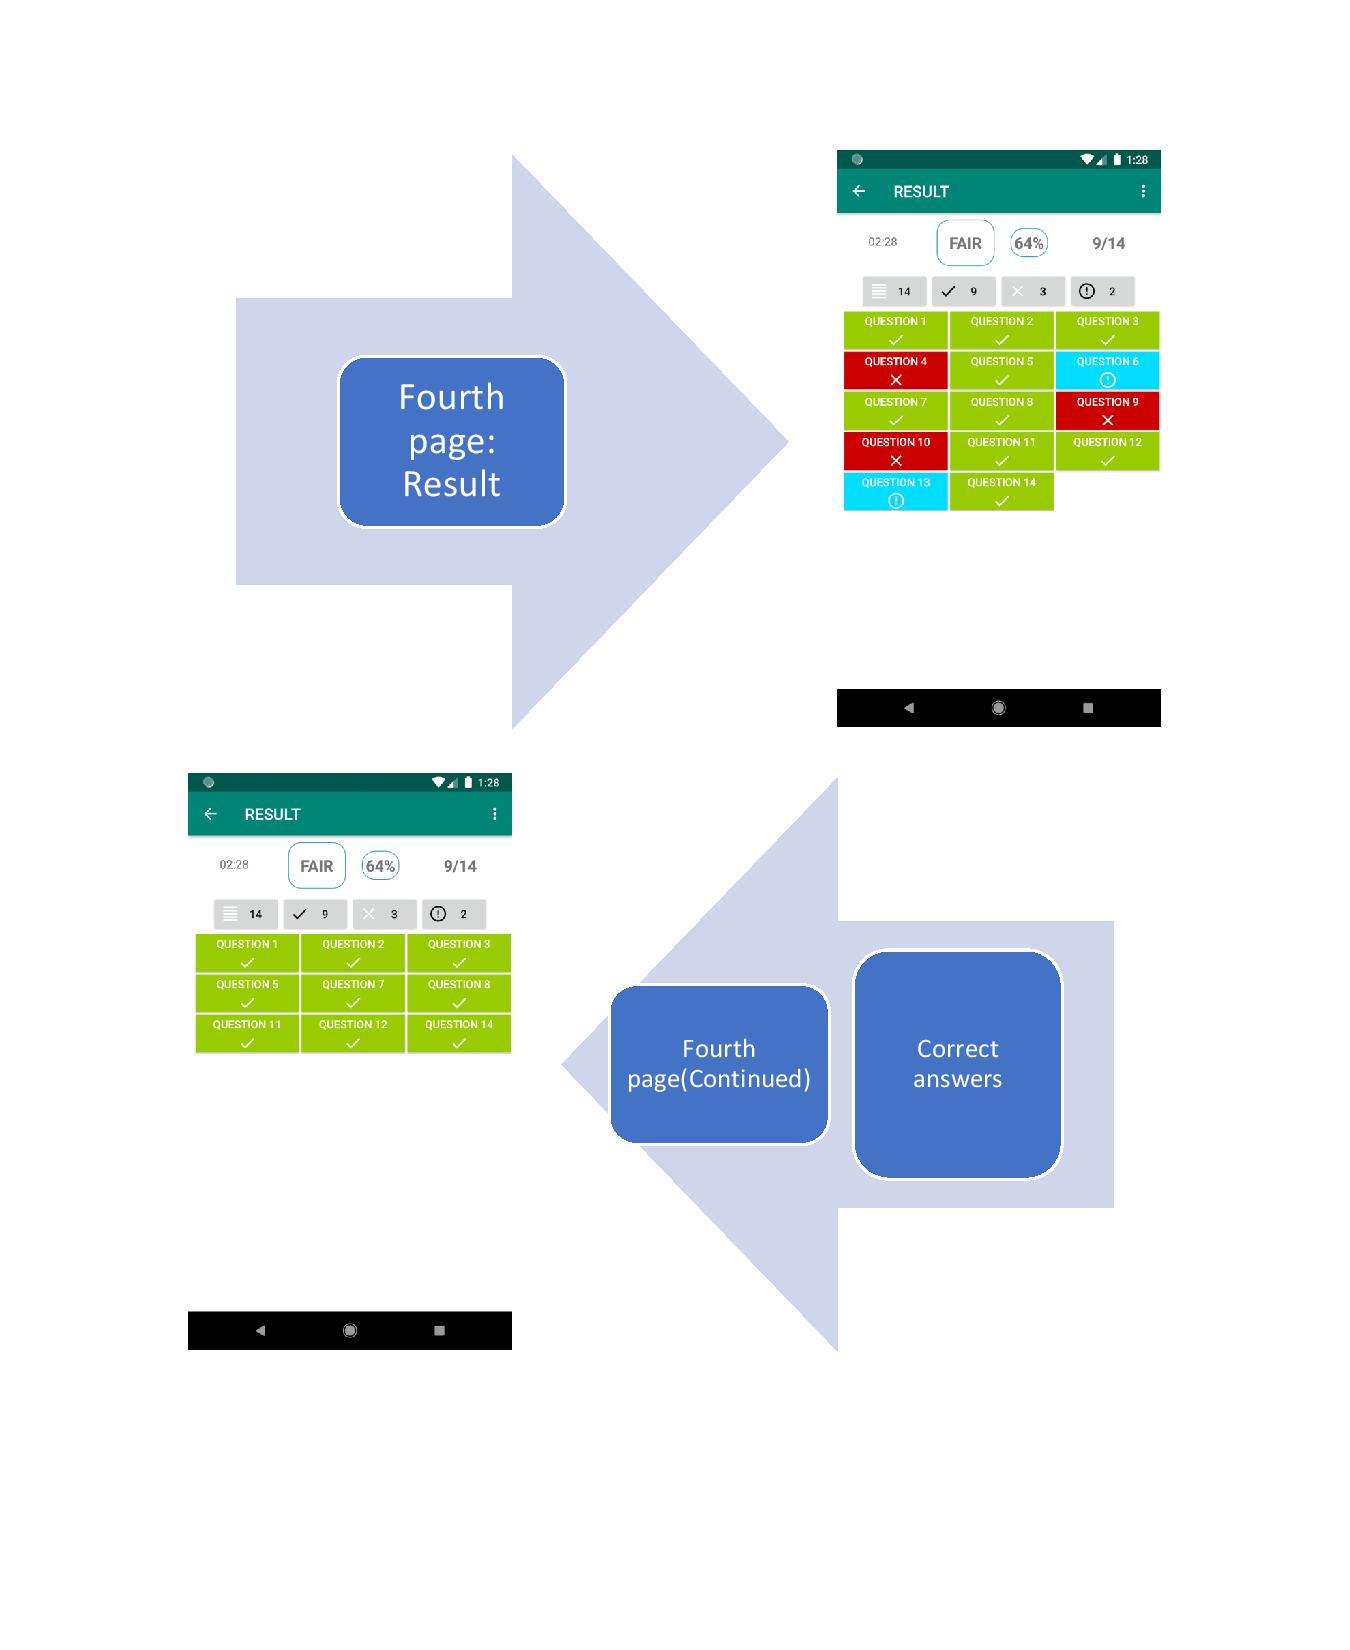 Fourth
page:
Result
1:28
RESULT
02:28 FAIR 64% 9/14
14 9 3 2
QUESTION 1 QUESTION 2 QUESTION 3
QUESTION 4 QUESTION 5 QUESTION 6
QUESTION 7 QUESTION 8 QUESTION 9
QUESTION 10 QUESTION 11 QUESTION 12
QUESTION 13 QUESTION 14
1:28
RESULT
02:28 FAIR 64% 9/14
14 9 3 2
QUESTION 1 QUESTION 2 QUESTION 3
QUESTION 5 QUESTION 7 QUESTION 8
QUESTION 11 QUESTION 12 QUESTION 14
Fourth
page(Continued)
Correct
answers